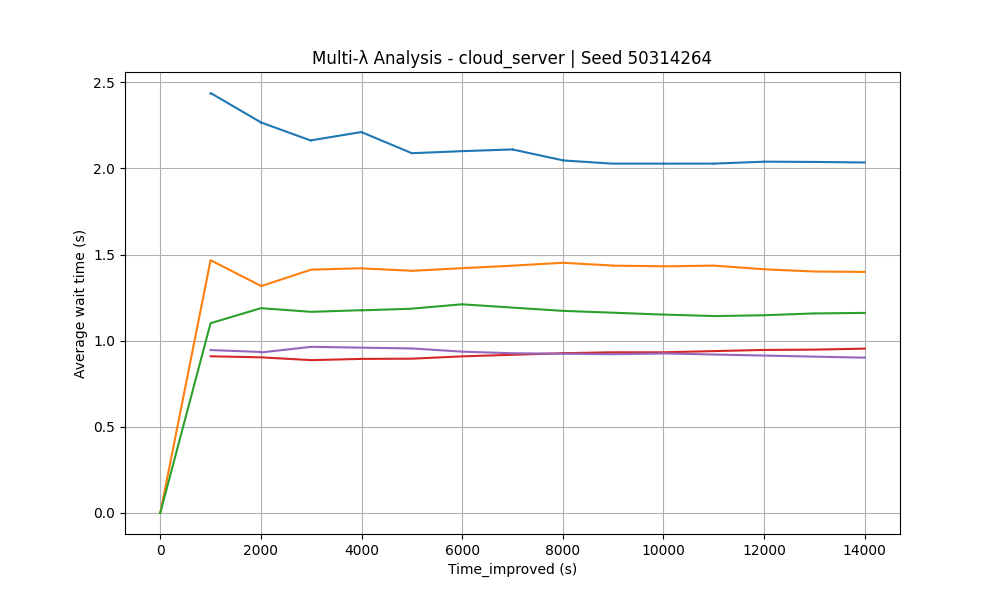 Multi-λ Analysis - cloud_server | Seed 50314264
Average wait time (s)
2.5
2.0
1.5
1.0
0.5
0.0
0 2000 4000 6000 8000 10000 12000 14000
Time_improved (s)